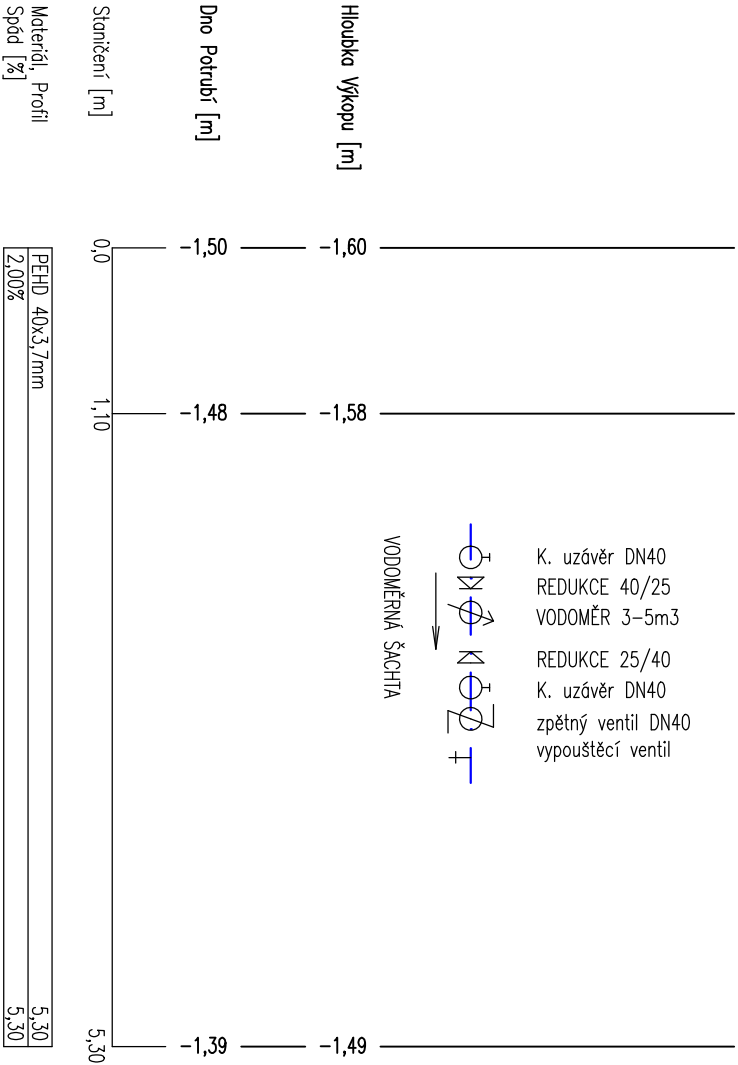 Hloubka Výkopu [m]
-1,60
-1,58
-1,49
Dno Potrubí [m]
-1,50
-1,48
-1,39
Staničení [m]
0,0
1,10
5,30
Materiál, Profil
PEHD 40x3,7mm
5,30
Spád [%]
2,00%
5,30
K. uzávěr DN40
REDUKCE 40/25
VODOMĚR 3-5m3
REDUKCE 25/40
K. uzávěr DN40
zpětný ventil DN40
vypouštěcí ventil
VODOMĚRNÁ ŠACHTA